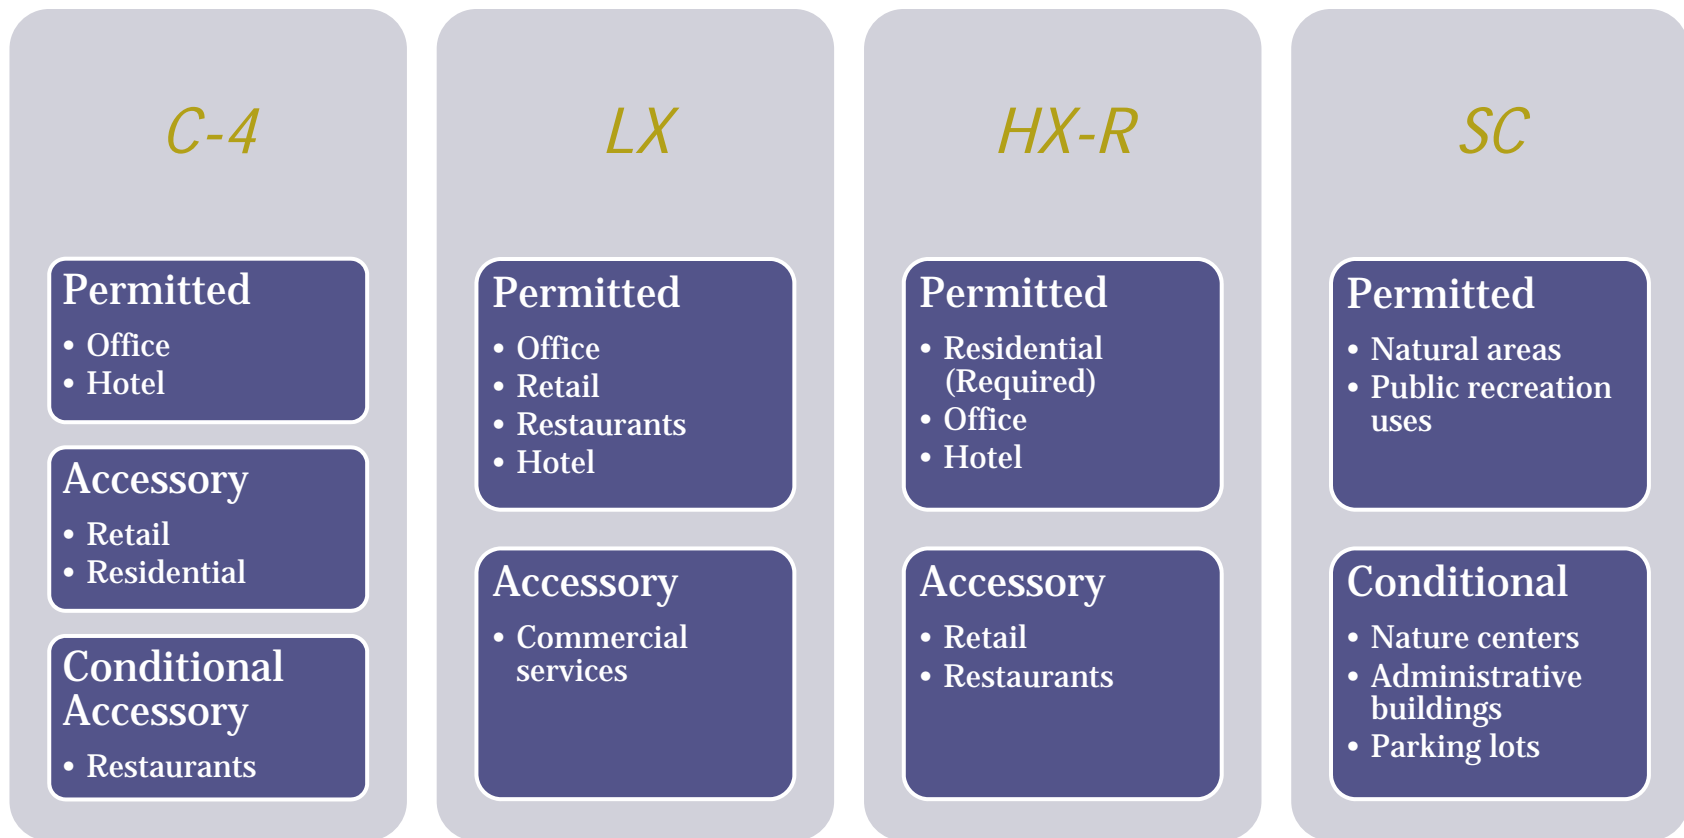 C-4
Permitted
• Office
• Hotel
Accessory
• Retail
• Residential
Conditional
Accessory
• Restaurants
LX
Permitted
• Office
• Retail
• Restaurants
• Hotel
Accessory
• Commercial
services
HX-R
Permitted
• Residential
(Required)
• Office
• Hotel
Accessory
• Retail
• Restaurants
SC
Permitted
• Natural areas
• Public recreation
uses
Conditional
• Nature centers
• Administrative
buildings
• Parking lots